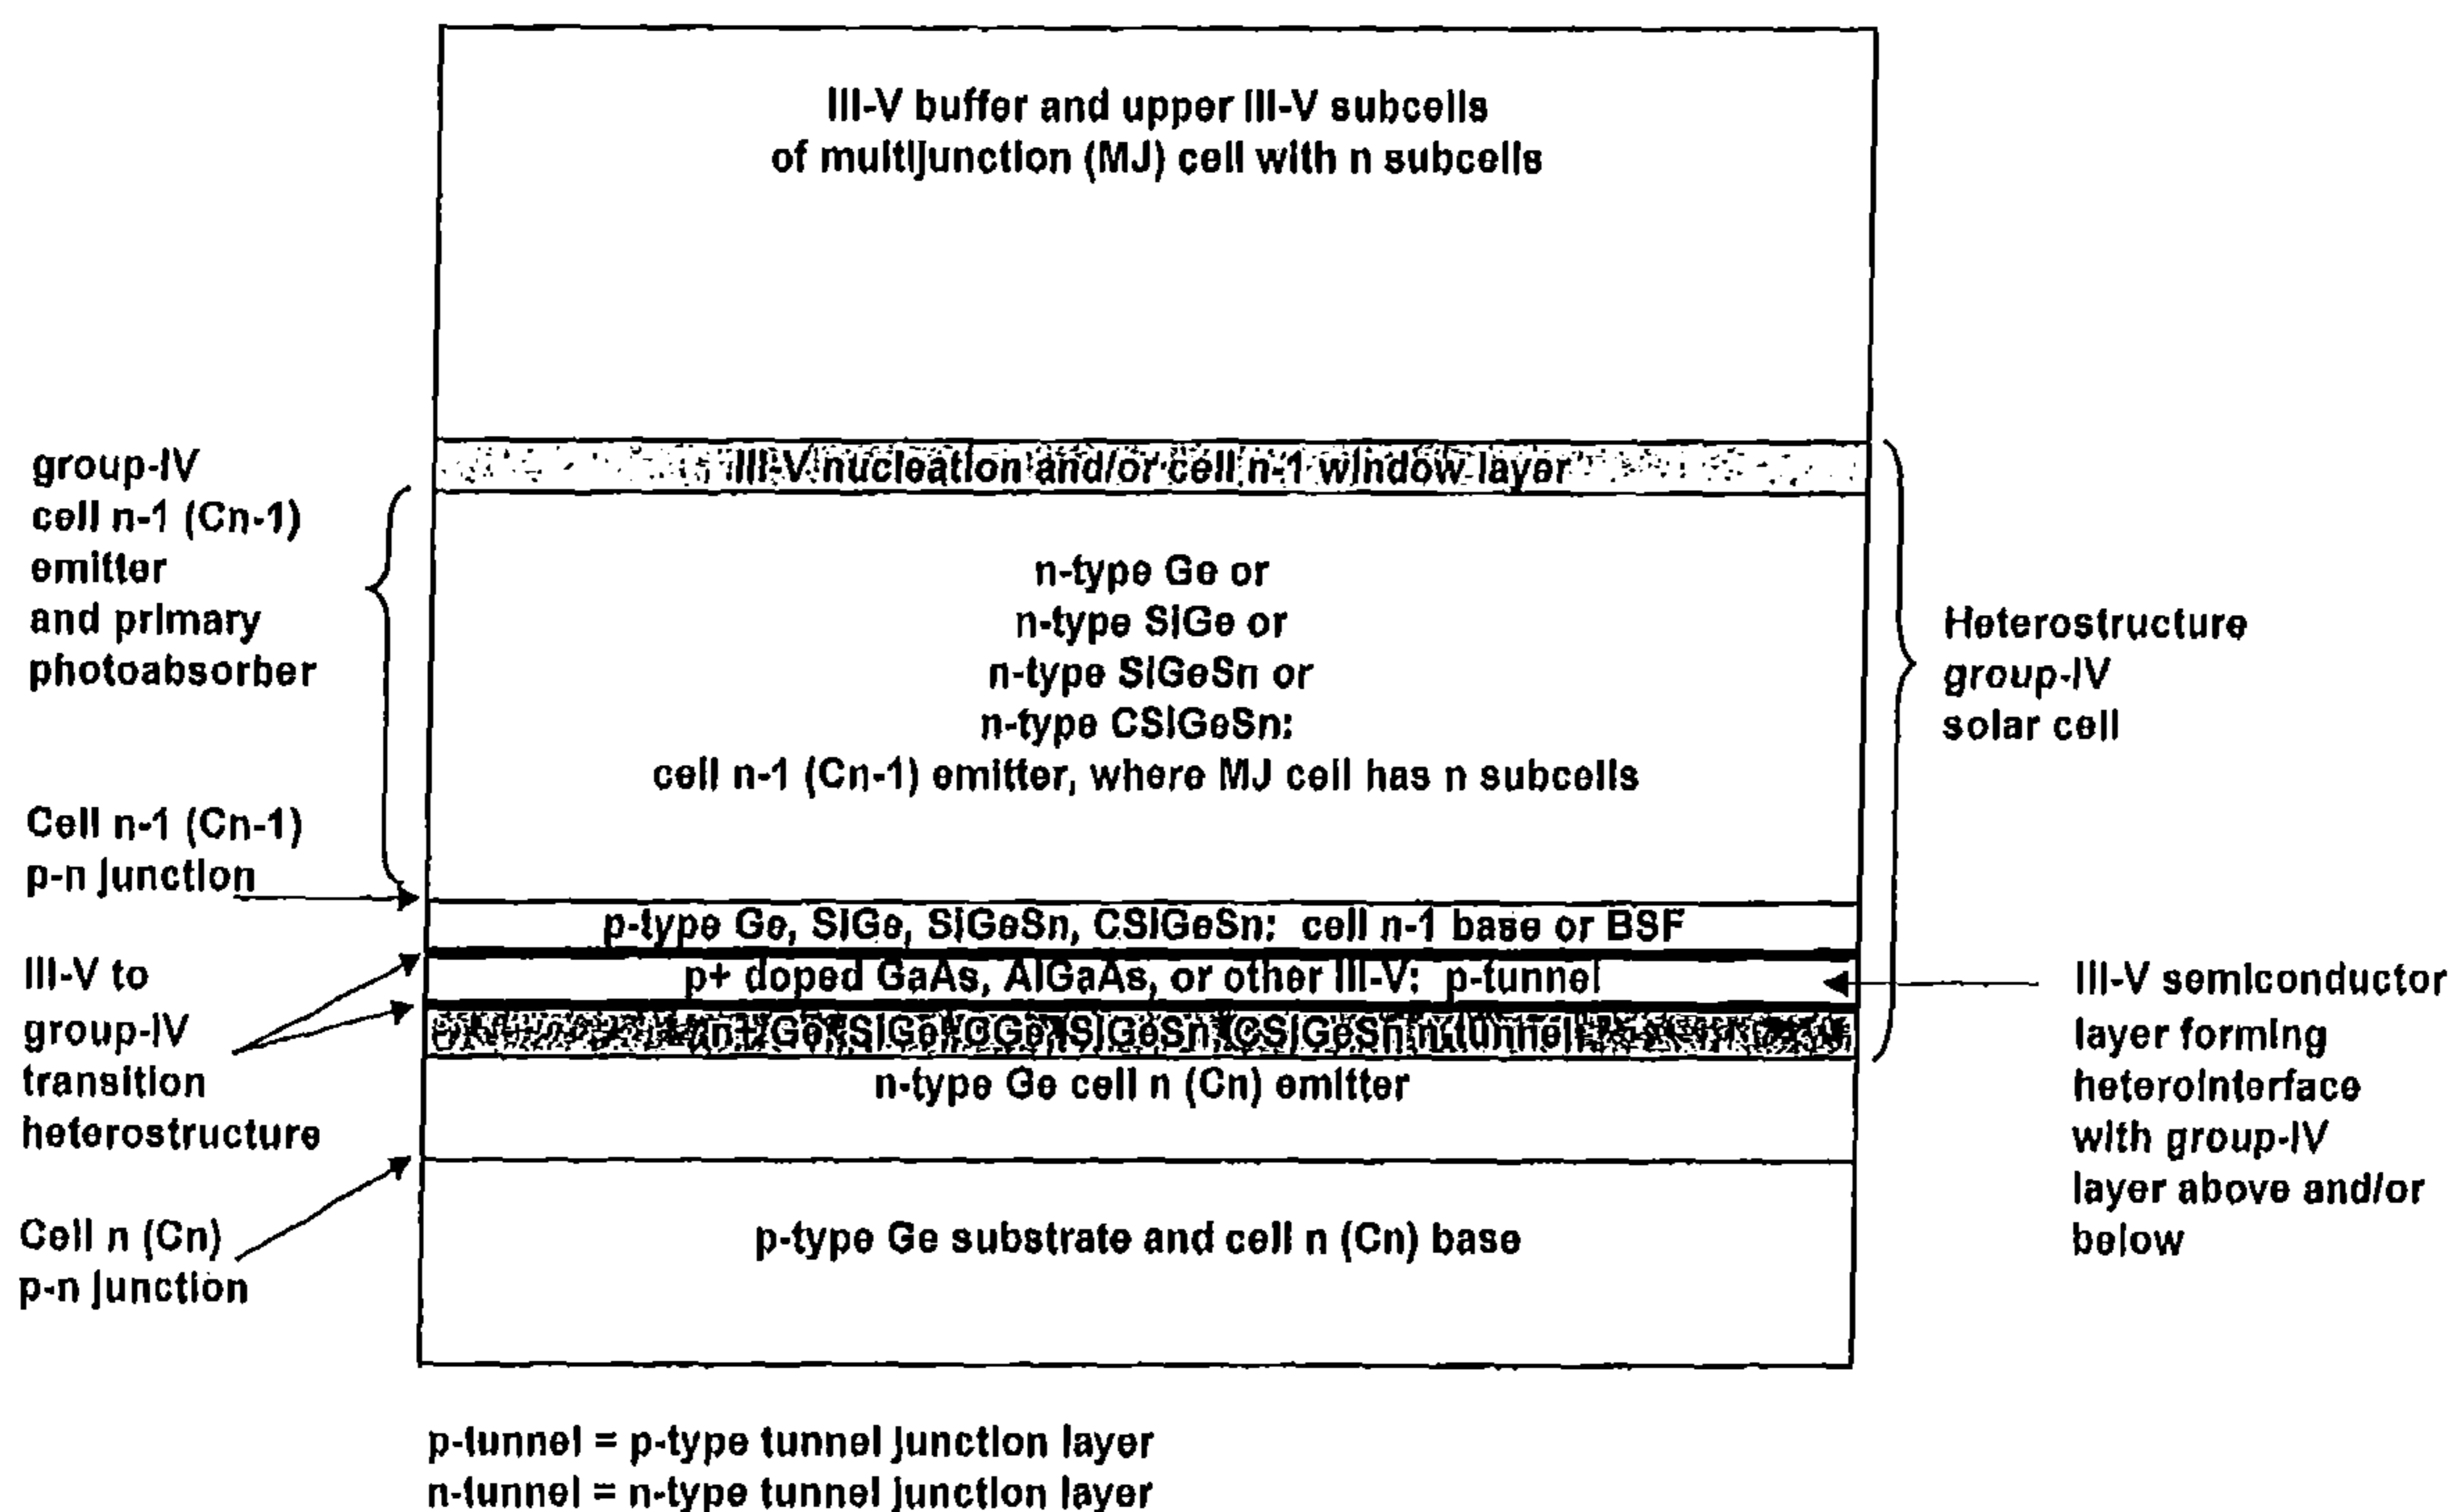 III-V buffer and upper III-V subcells
of multijunction (MJ) cell with n subcells
III-V nucleation and/or cell n-1 window layer
group-IV
cell n-1 (Cn-1)
emitter
and primary
photoabsorber
n-type Ge or
n-type SiGe or
n-type SiGeSn or
n-type CSiGeSn:
cell n-1 (Cn-1) emitter, where MJ cell has n subcells
Heterostructure
group-IV
solar cell
Cell n-1 (Cn-1)
p-n junction
p-type Ge, SiGe, SiGeSn, CSiGeSn: cell n-1 base or BSF
p+ doped GaAs, AlGaAs, or other III-V: p-tunnel
n+ Ge, SiGe, CGe, SiGeSn, CSiGeSn n-tunnel
III-V to
group-IV
transition
heterostructure
III-V semiconductor
layer forming
heterointerface
with group-IV
layer above and/or
below
n-type Ge cell n (Cn) emitter
Cell n (Cn)
p-n junction
p-type Ge substrate and cell n (Cn) base
p-tunnel = p-type tunnel junction layer
n-tunnel = n-type tunnel junction layer